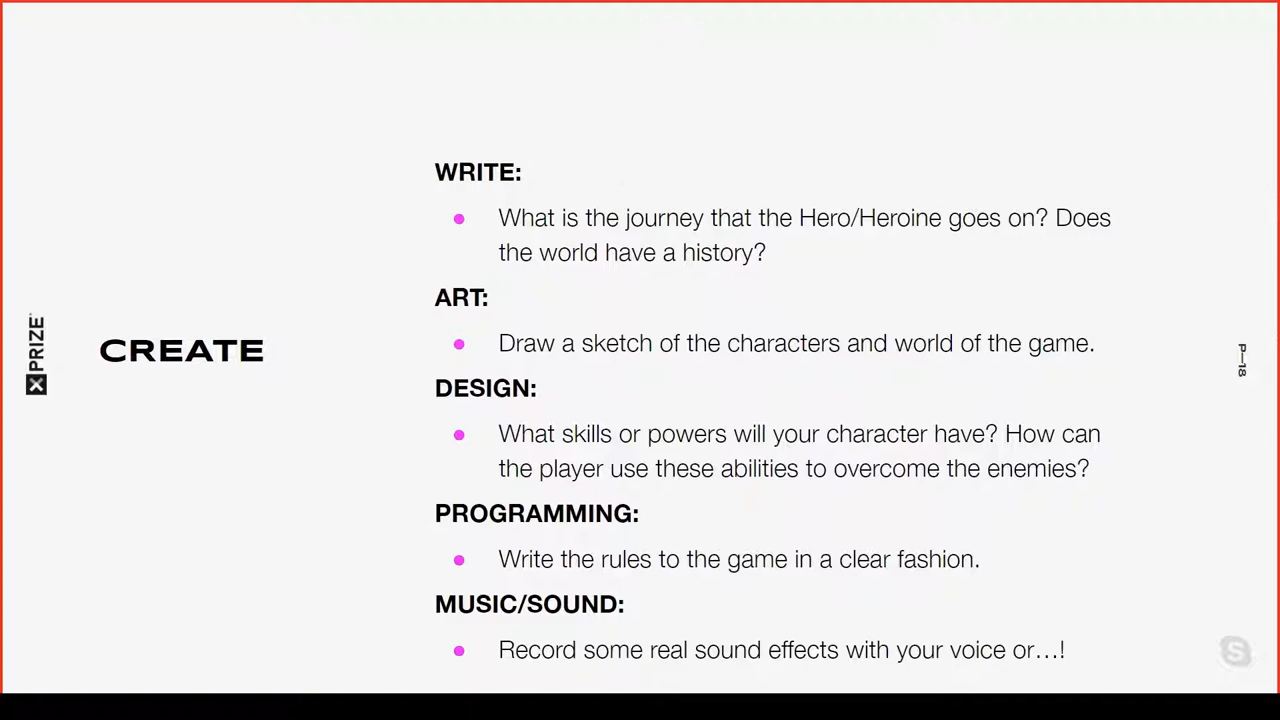 WRITE:
What is the journey that the Hero/Heroine goes on? Does
the world have a history?
ART:
Draw a sketch of the characters and world of the game.
XPRIZE
CREATE
P—18
DESIGN:
What skills or powers will your character have? How can
the player use these abilities to overcome the enemies?
PROGRAMMING:
Write the rules to the game in a clear fashion.
MUSIC/SOUND:
Record some real sound effects with your voice or…!
S